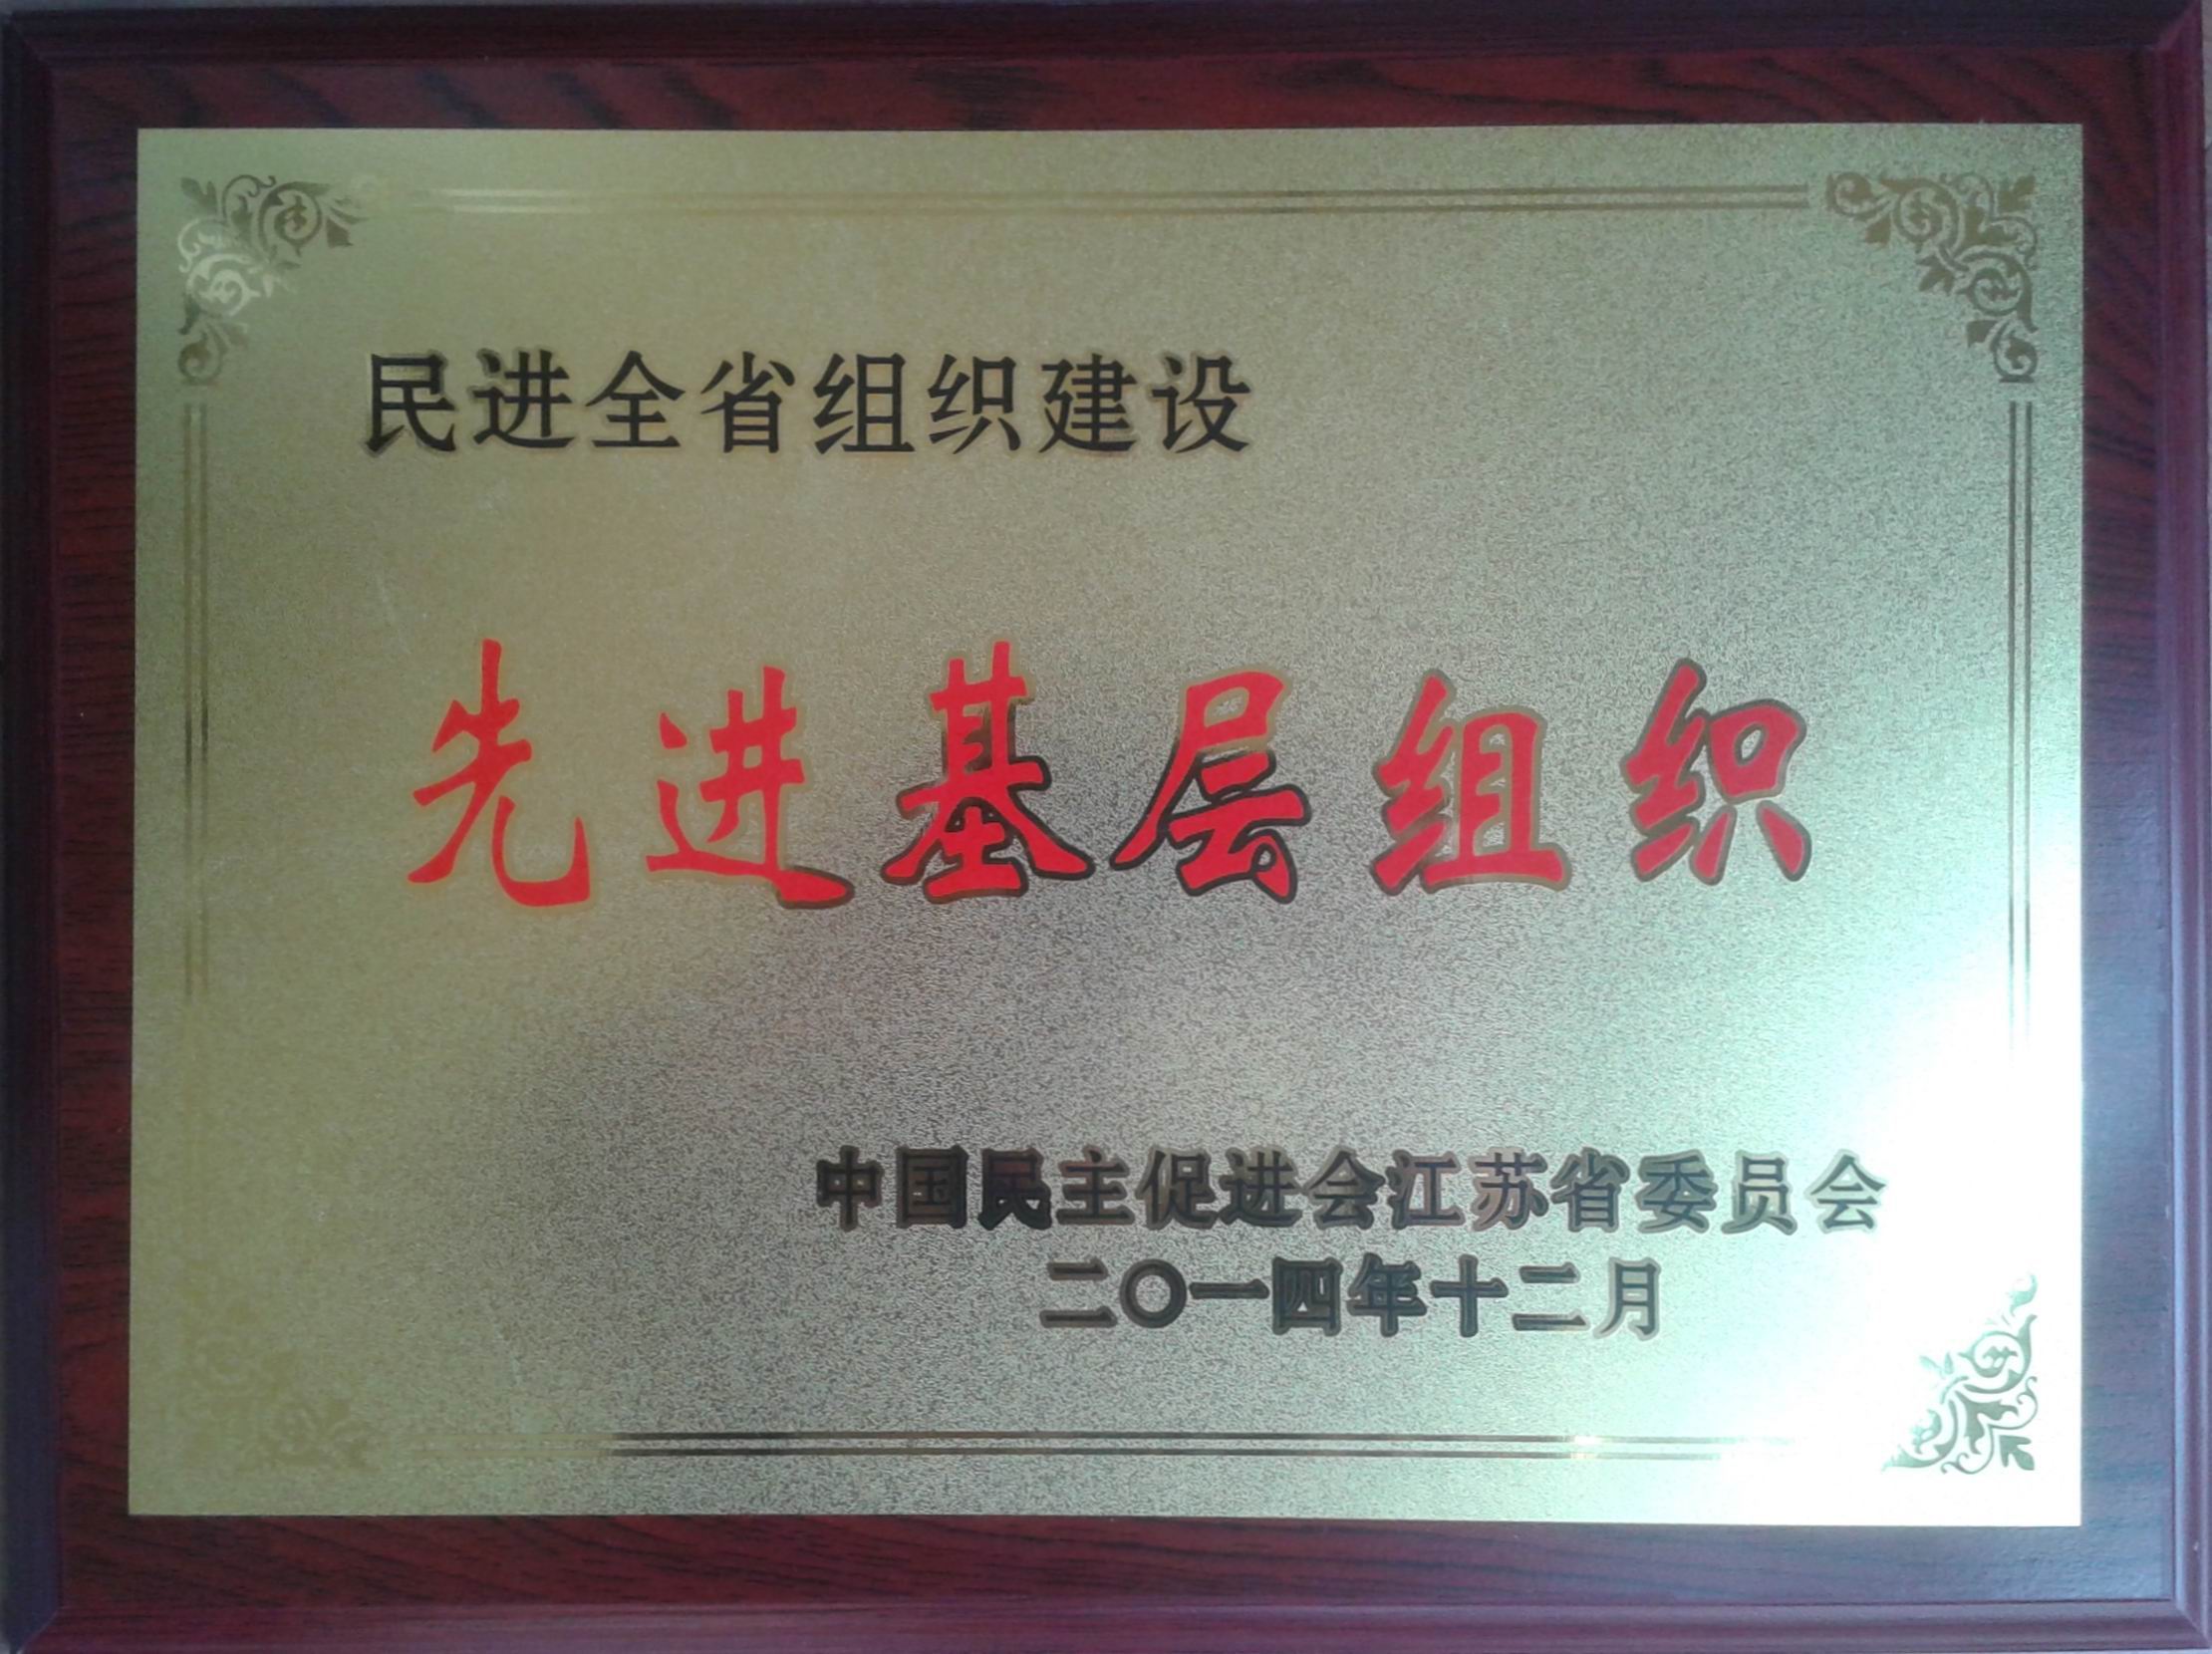 民进全省组织建设
先进基层组织
中国民主促进会江苏省委员会
二〇一四年十二月